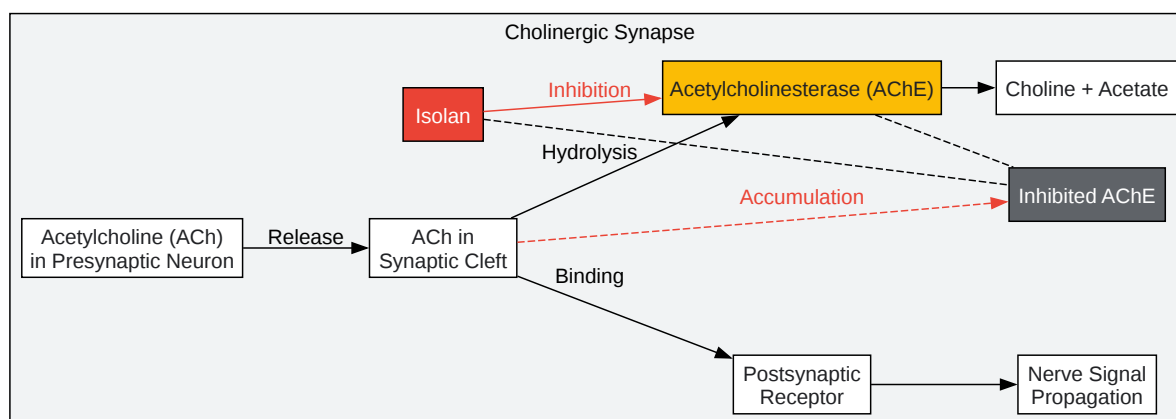 Cholinergic Synapse
Inhibition
Acetylcholinesterase (AChE)
Choline + Acetate
Isolan
Hydrolysis
Inhibited AChE
Accumulation
Acetylcholine (ACh)
in Presynaptic Neuron
Release
ACh in
Synaptic Cleft
Binding
Postsynaptic
Receptor
Nerve Signal
Propagation